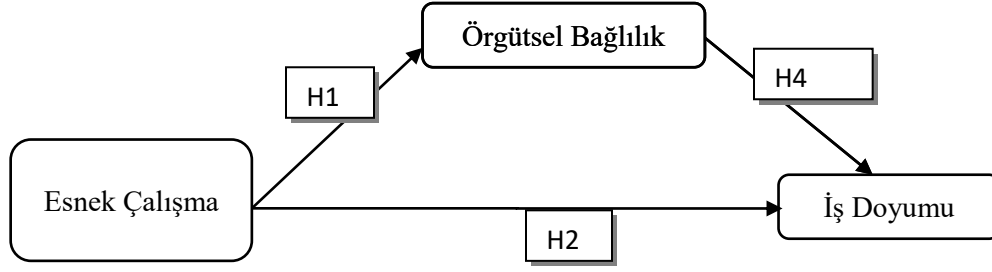 Örgütsel Bağlılık
H1
H4
Esnek Çalışma
İş Doyumu
H2